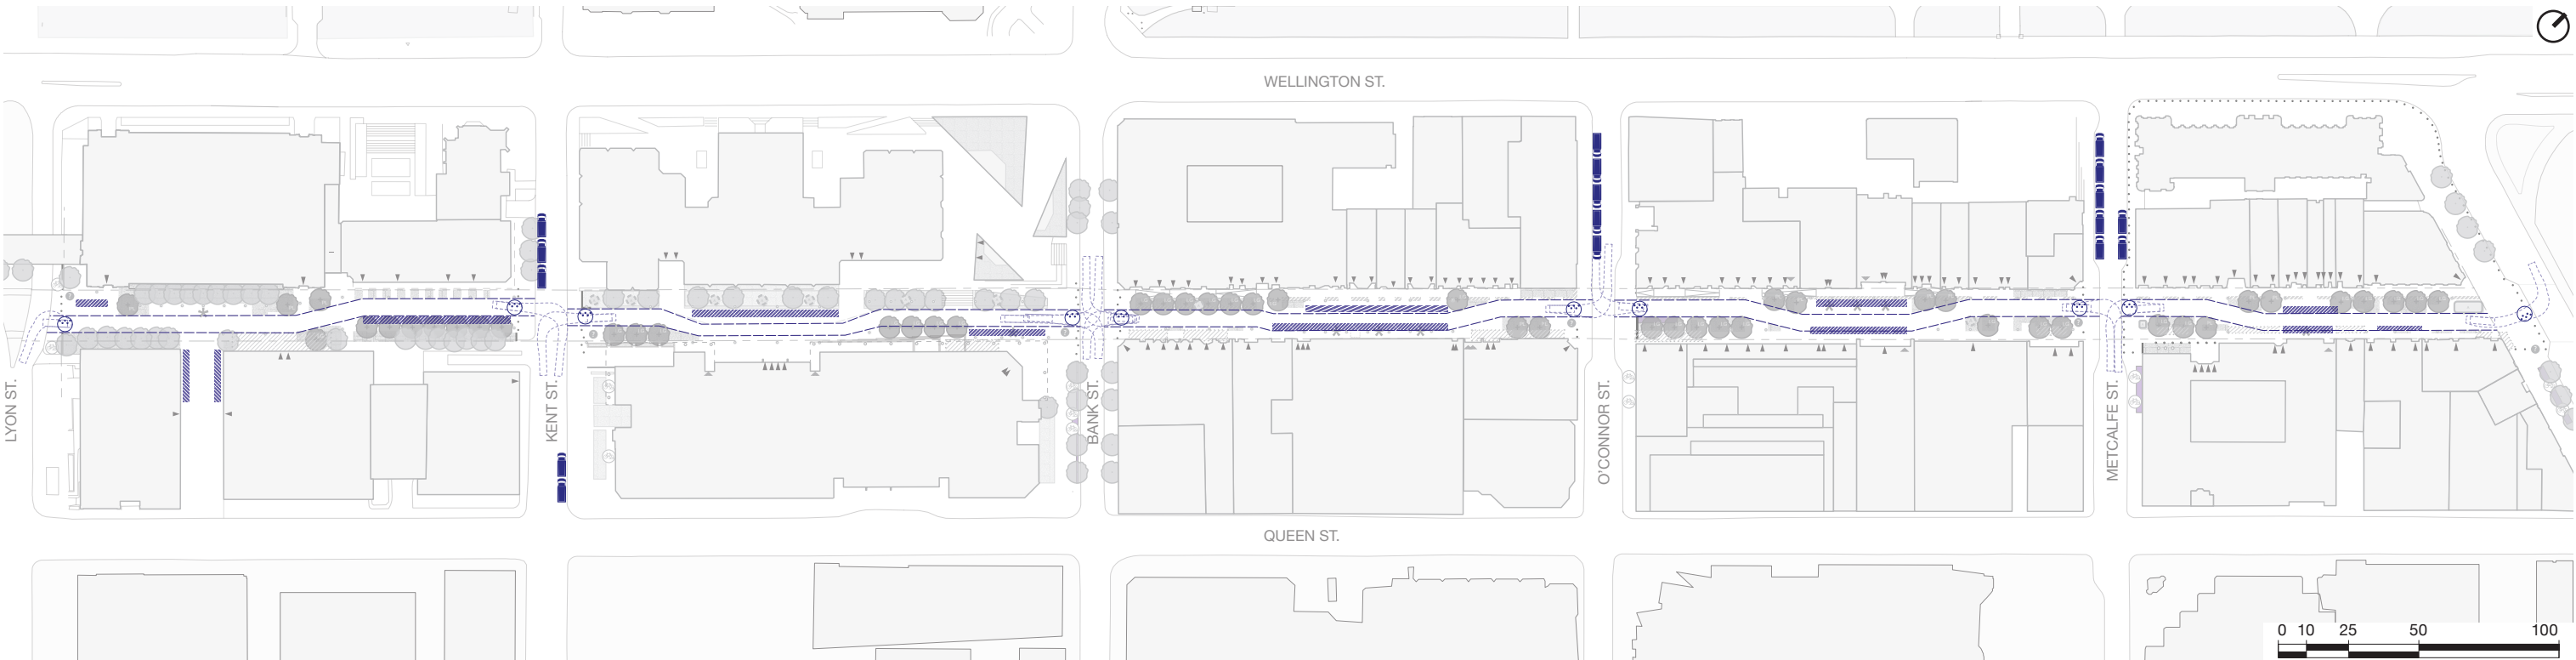 WELLINGTON ST.
LYON ST.
KENT ST.
BANK ST.
O'CONNOR ST.
METCALFE ST.
QUEEN ST.
0 10 25 50 100